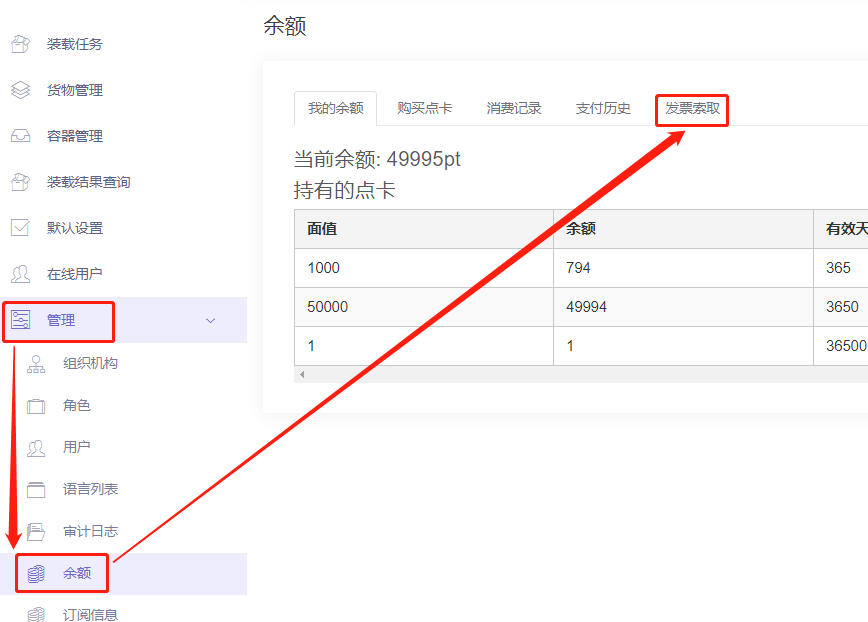 余额
装载任务
货物管理
容器管理
装载结果查询
默认设置
在线用户
管理
组织机构
角色
用户
语言列表
审计日志
余额
订阅信息
我的余额 购买点卡 消费记录 支付历史 发票索取
当前余额: 49995pt
持有的点卡
面值 余额 有效天
1000 794 365
50000 49994 3650
1 1 36500